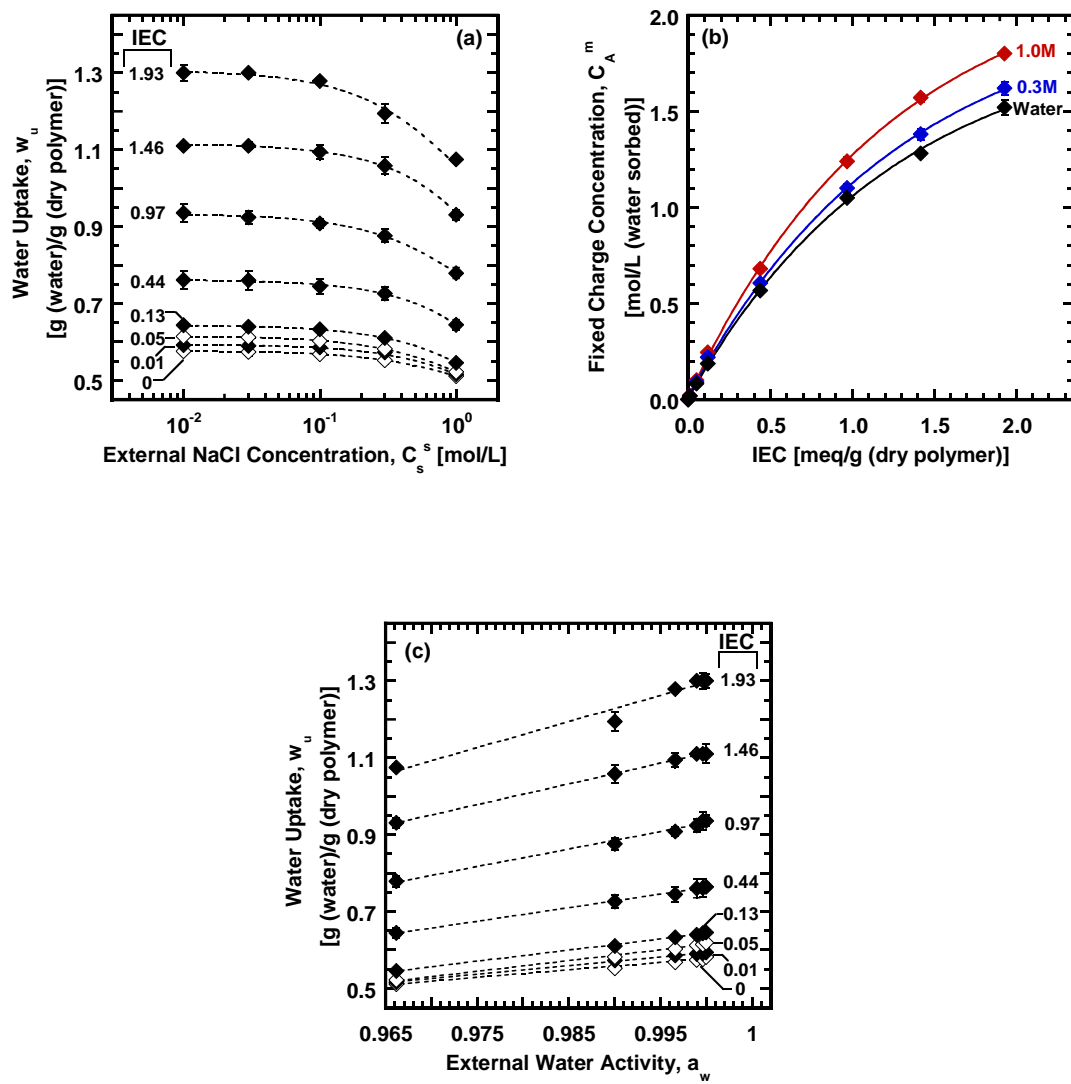 (a)
IEC
1.93
1.46
0.97
0.44
0.13
0.05
0.01
0
1.3
1.1
0.9
0.7
0.5
Water Uptake, w_u
[g (water)/g (dry polymer)]
10^-2
10^-1
10^0
External NaCl Concentration, C_s^s [mol/L]
(b)
1.0M
0.3M
Water
2.0
1.5
1.0
0.5
0.0
Fixed Charge Concentration, C_A^m
[mol/L (water sorbed)]
0.0
0.5
1.0
1.5
2.0
IEC [meq/g (dry polymer)]
(c)
IEC
1.93
1.46
0.97
0.44
0.13
0.05
0.01
0
1.3
1.1
0.9
0.7
0.5
Water Uptake, w_u
[g (water)/g (dry polymer)]
0.965
0.975
0.985
0.995
1
External Water Activity, a_w